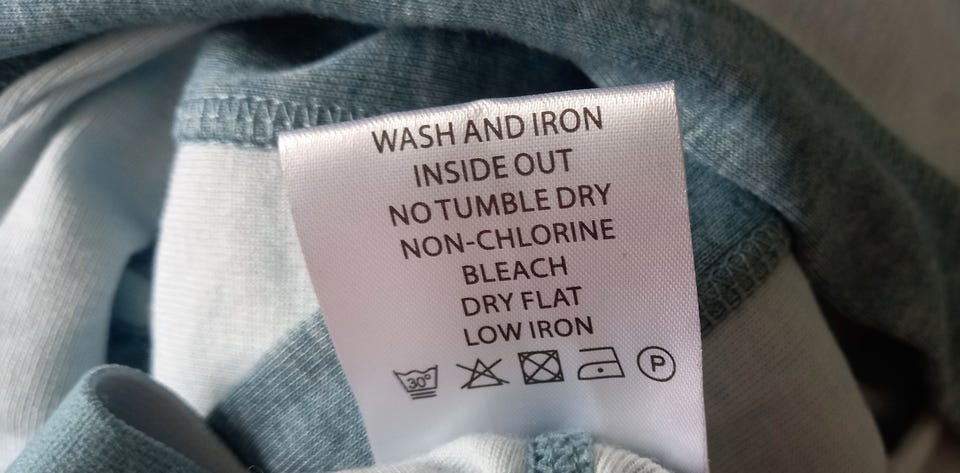 WASH AND IRON
INSIDE OUT
NO TUMBLE DRY
NON-CHLORINE
BLEACH
DRY FLAT
LOW IRON
30° P